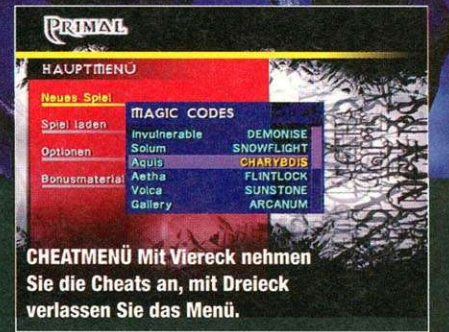 PRIMAL
HAUPTMENÜ
Neues Spiel
Spiel laden
Optionen
Bonusmaterial
MAGIC CODES
Invulnerable DEMONISE
Solum SNOWFLIGHT
Aquis CHARYBDIS
Aetha FLINTLOCK
Volca SUNSTONE
Gallery ARCANUM
CHEATMENÜ Mit Viereck nehmen
Sie die Cheats an, mit Dreieck
verlassen Sie das Menü.